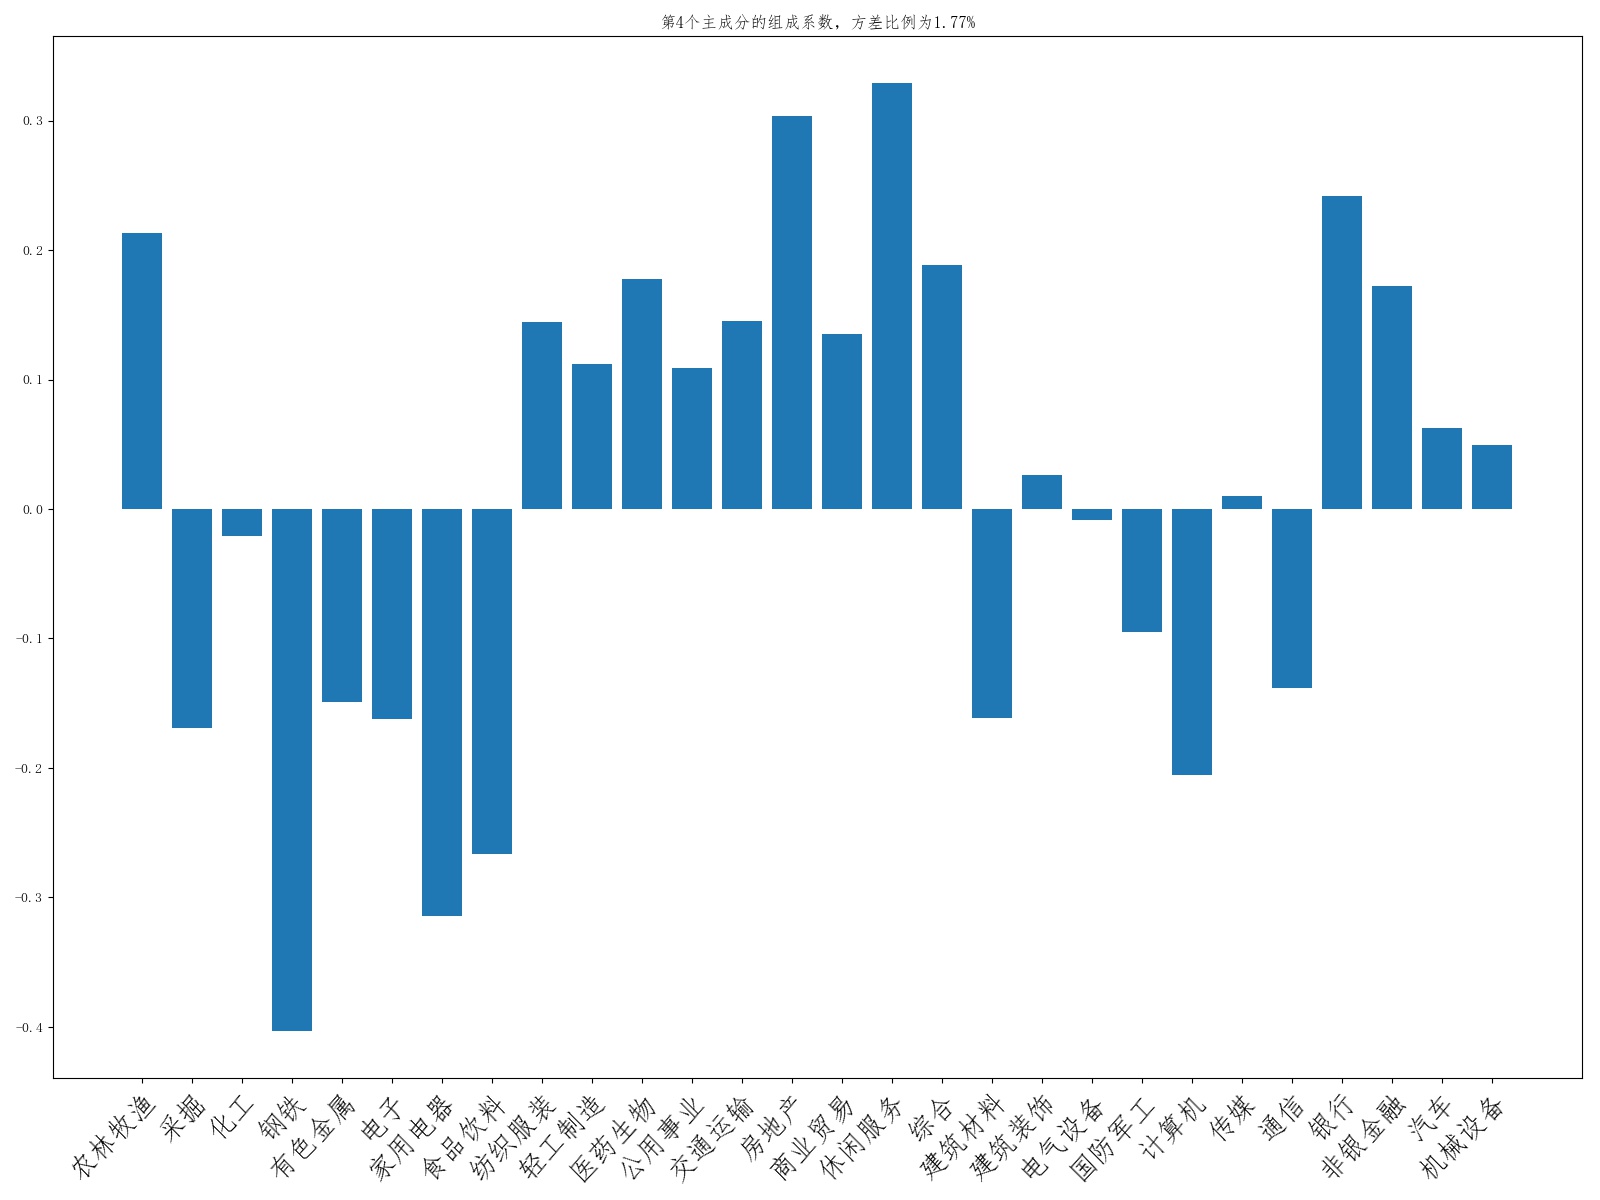 第4个主成分的组成系数，方差比例为1.77%
0.3
0.2
0.1
0.0
-0.1
-0.2
-0.3
-0.4
农林牧渔
采掘
化工
钢铁
有色金属
电子
家用电器
食品饮料
纺织服装
轻工制造
医药生物
公用事业
交通运输
房地产
商业贸易
休闲服务
综合
建筑材料
建筑装饰
电气设备
国防军工
计算机
传媒
通信
银行
非银金融
汽车
机械设备